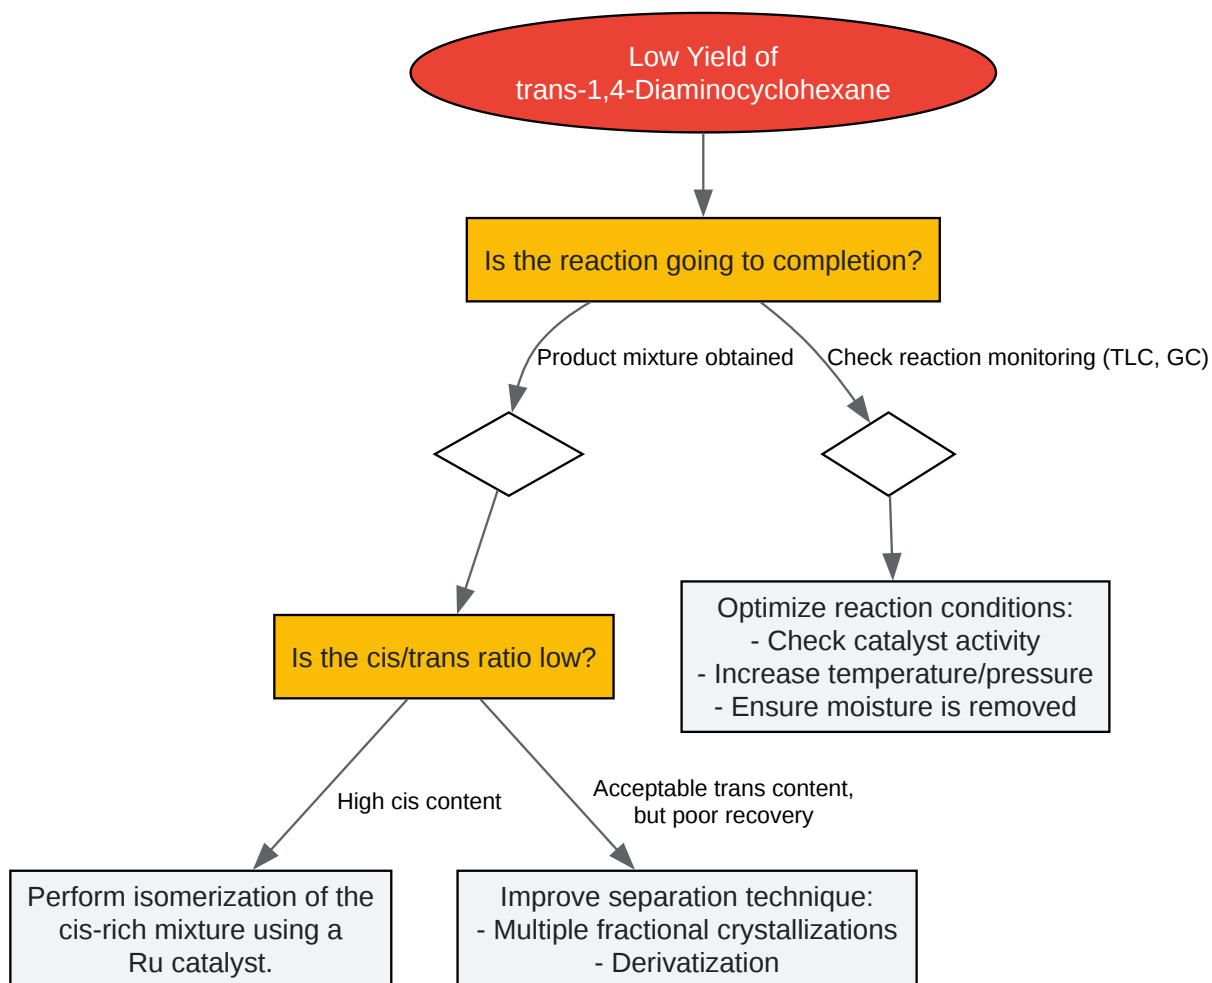 Low Yield of
trans-1,4-Diaminocyclohexane
Is the reaction going to completion?
Product mixture obtained
Check reaction monitoring (TLC, GC)
Is the cis/trans ratio low?
Optimize reaction conditions:
- Check catalyst activity
- Increase temperature/pressure
- Ensure moisture is removed
High cis content
Acceptable trans content,
but poor recovery
Perform isomerization of the
cis-rich mixture using a
Ru catalyst.
Improve separation technique:
- Multiple fractional crystallizations
- Derivatization